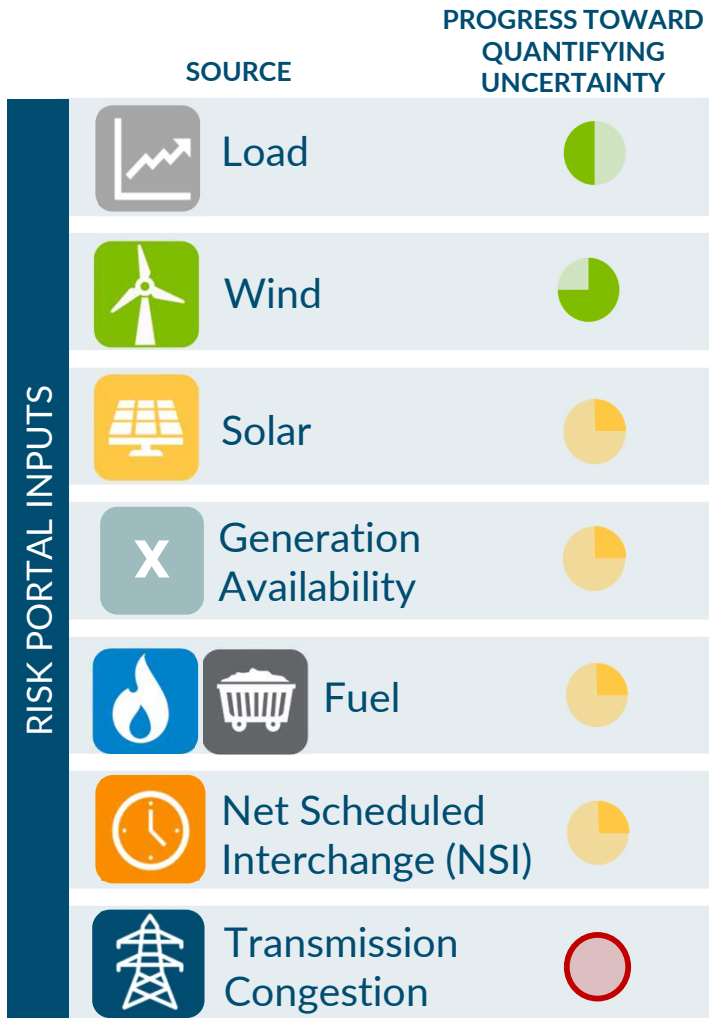 SOURCE
PROGRESS TOWARD
QUANTIFYING
UNCERTAINTY
RISK PORTAL INPUTS
Load
Wind
Solar
X
Generation
Availability
Fuel
Net Scheduled
Interchange (NSI)
Transmission
Congestion